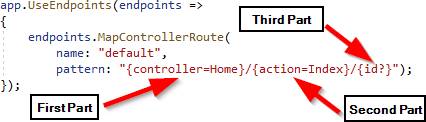 app.UseEndpoints(endpoints =>
Third Part
{
endpoints.MapControllerRoute(
name: "default",
pattern: "{controller=Home}/{action=Index}/{id?}");
});
First Part
Second Part